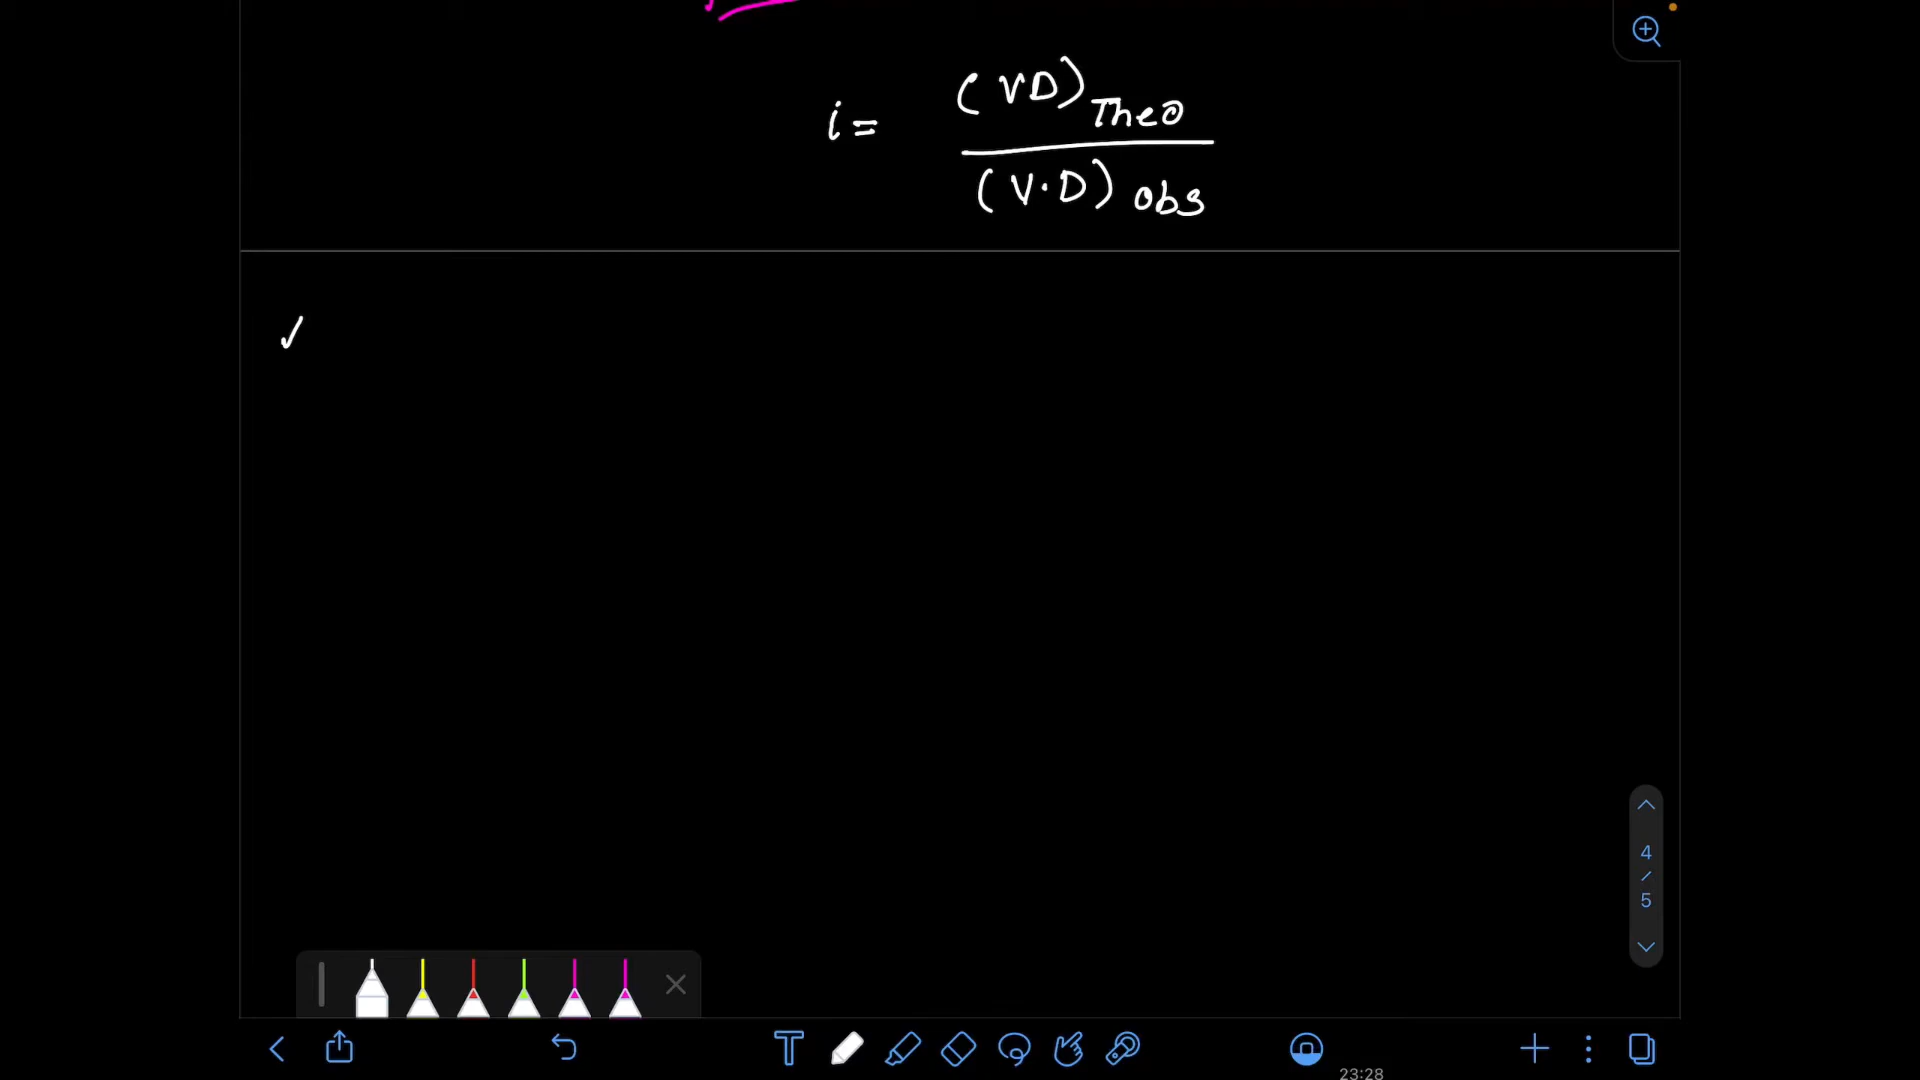 i = (VD)Theo
(V·D) obs
✓
4
/
5
23:28